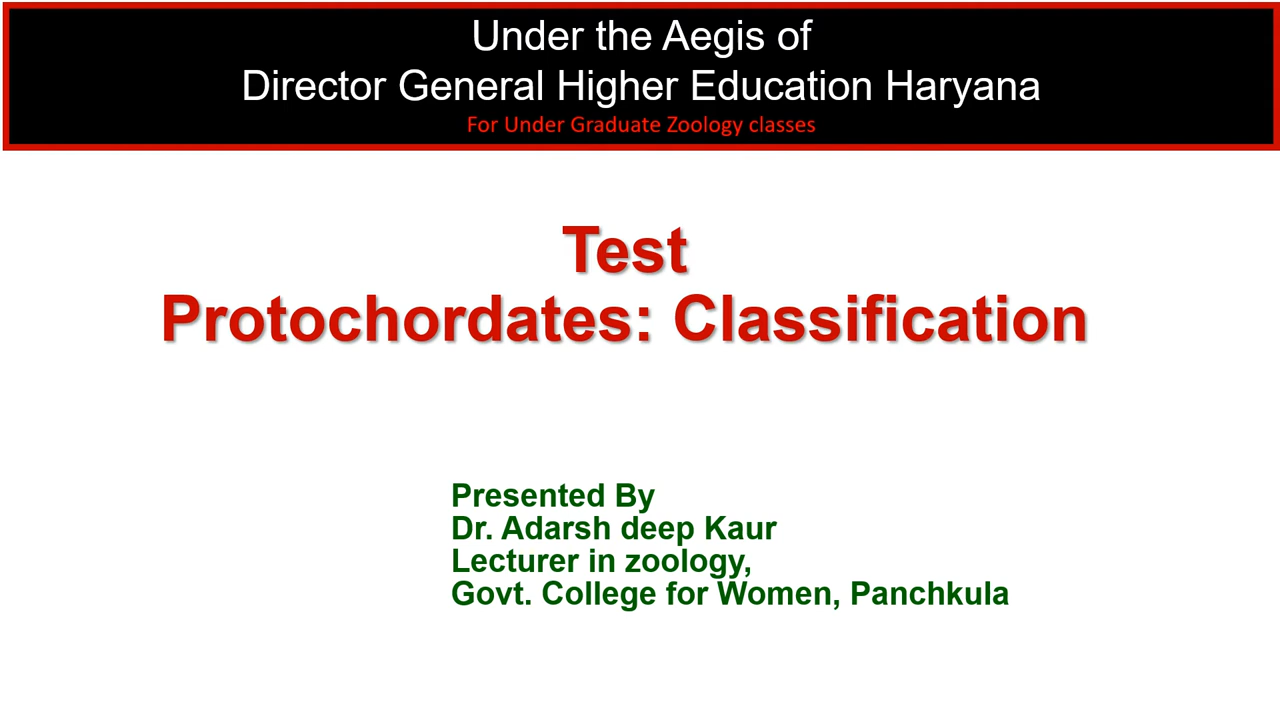 Under the Aegis of
Director General Higher Education Haryana
For Under Graduate Zoology classes
Test
Protochordates: Classification
Presented By
Dr. Adarsh deep Kaur
Lecturer in zoology,
Govt. College for Women, Panchkula